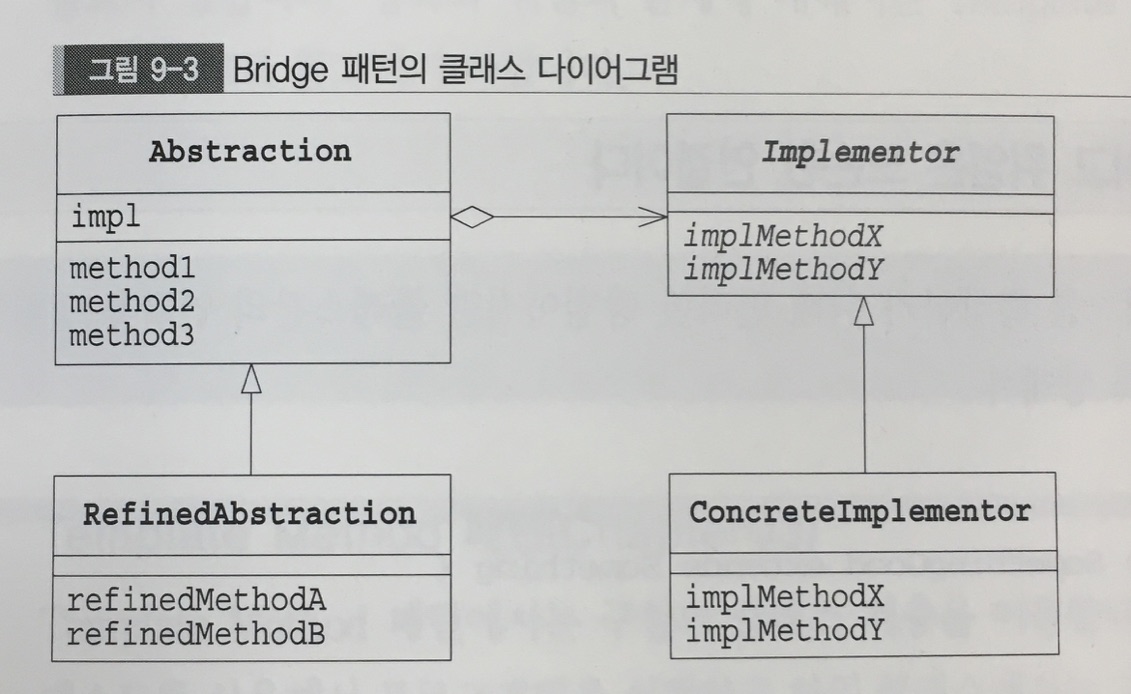 그림 9-3 Bridge 패턴의 클래스 다이어그램
Abstraction
impl
method1
method2
method3
Implementor
implMethodX
implMethodY
RefinedAbstraction
refinedMethodA
refinedMethodB
ConcreteImplementor
implMethodX
implMethodY